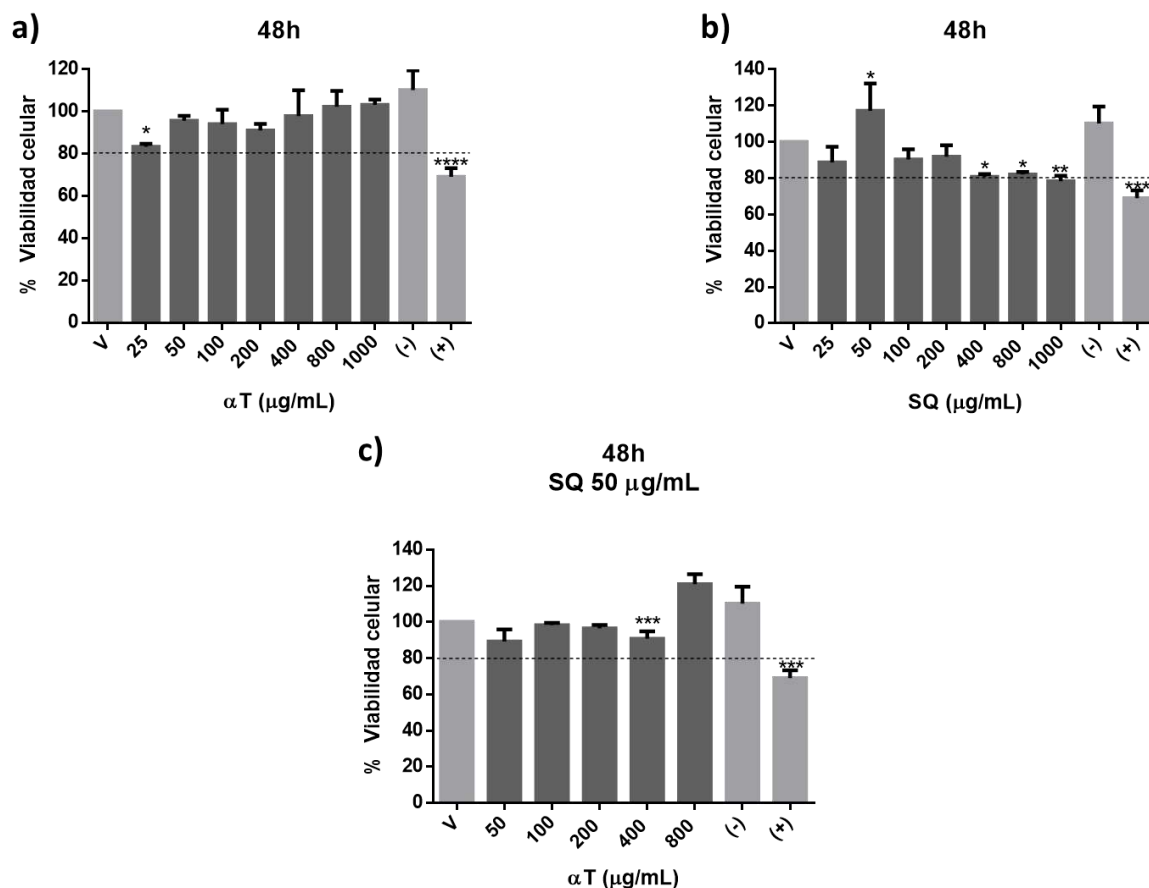 a)
48h
% Viabilidad celular
120
100
80
60
40
20
0
*
****
V 25 50 100 200 400 800 1000 (-) (+)
αT (μg/mL)
b)
48h
% Viabilidad celular
140
120
100
80
60
40
20
0
*
*
*
**
***
V 25 50 100 200 400 800 1000 (-) (+)
SQ (μg/mL)
c)
48h
SQ 50 μg/mL
% Viabilidad celular
140
120
100
80
60
40
20
0
***
***
V 50 100 200 400 800 (-) (+)
αT (μg/mL)